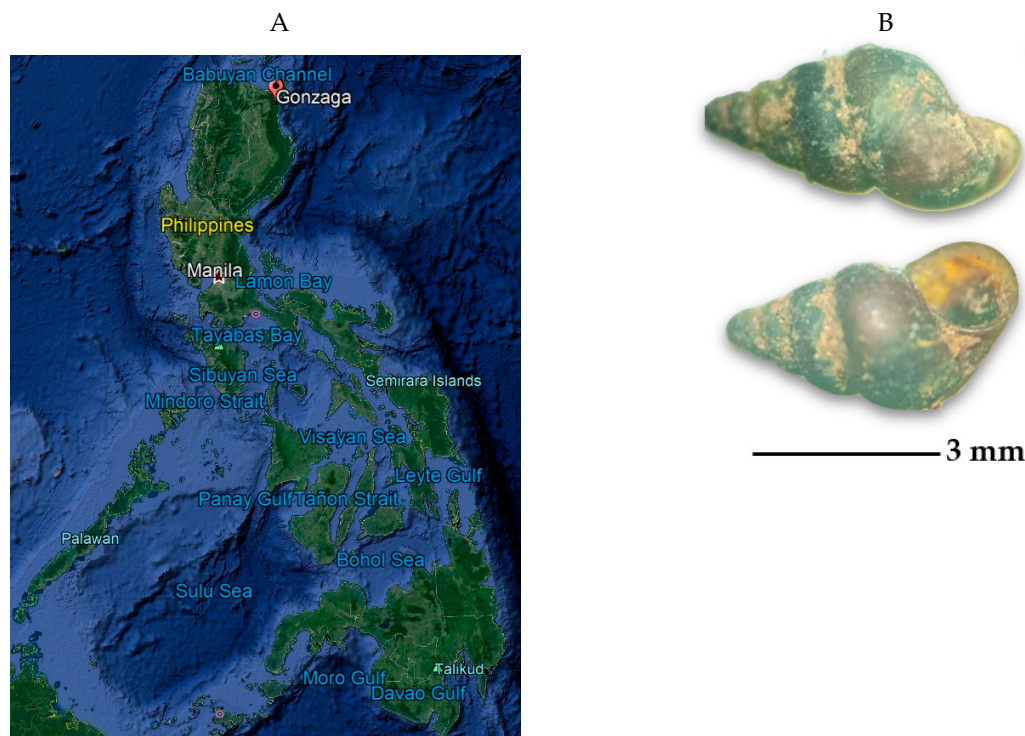 A
B
Babuyan Channel
Gonzaga
Philippines
Manila
Lamon Bay
Tayabas Bay
Sibuyan Sea
Semirara Islands
Mindoro Strait
Visayan Sea
Leyte Gulf
Panay Gulf
Tañon Strait
Palawan
Bohol Sea
Sulu Sea
Talikud
Moro Gulf
Davao Gulf
3 mm